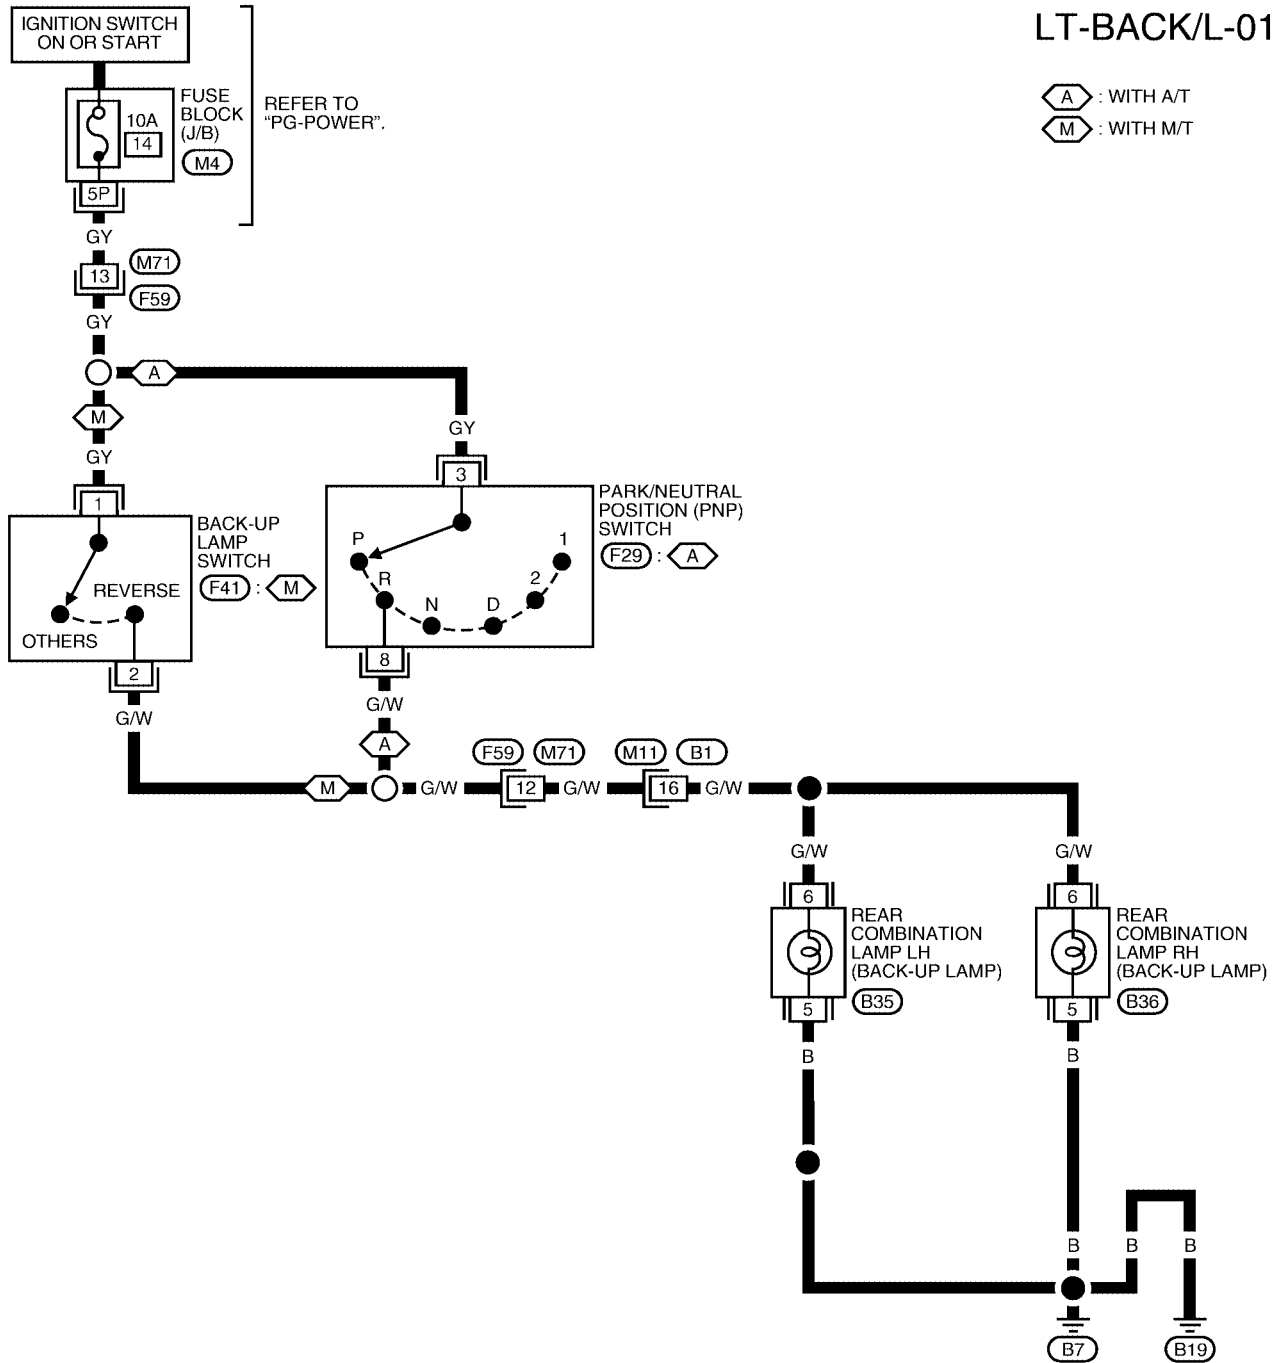 LT-BACK/L-01
IGNITION SWITCH
ON OR START
FUSE
BLOCK
(J/B)
M4
10A
14
REFER TO
“PG-POWER”.
A : WITH A/T
M : WITH M/T
5P
GY
13
M71
F59
GY
A
M
GY
GY
1
3
BACK-UP
LAMP
SWITCH
F41 : M
REVERSE
OTHERS
2
G/W
PARK/NEUTRAL
POSITION (PNP)
SWITCH
F29 : A
P
R
N
D
2
1
8
G/W
A
M
G/W
F59
M71
12
G/W
M11
B1
16
G/W
G/W
G/W
6
6
REAR
COMBINATION
LAMP LH
(BACK-UP LAMP)
B35
REAR
COMBINATION
LAMP RH
(BACK-UP LAMP)
B36
5
5
B
B
B
B
B
B7
B19